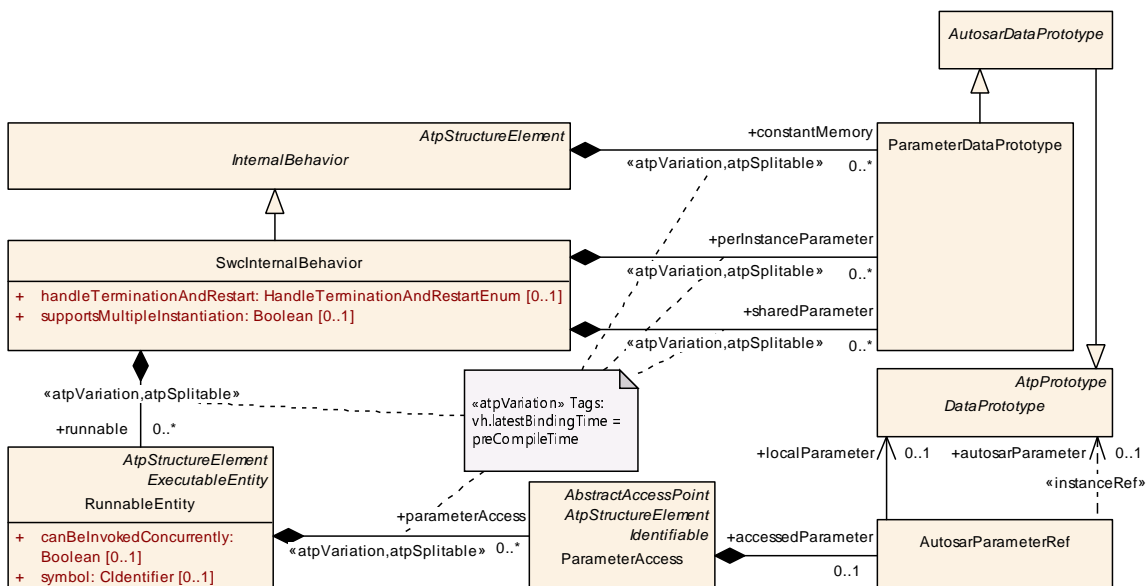 AutosarDataPrototype
AtpStructureElement
InternalBehavior
+constantMemory
«atpVariation,atpSplitable»
0..*
ParameterDataPrototype
SwcInternalBehavior
+ handleTerminationAndRestart: HandleTerminationAndRestartEnum [0..1]
+ supportsMultipleInstantiation: Boolean [0..1]
+perInstanceParameter
«atpVariation,atpSplitable»
0..*
+sharedParameter
«atpVariation,atpSplitable»
0..*
«atpVariation,atpSplitable»
+runnable
0..*
«atpVariation» Tags:
vh.latestBindingTime =
preCompileTime
AtpPrototype
DataPrototype
+localParameter
0..1
+autosarParameter
0..1
«instanceRef»
AtpStructureElement
ExecutableEntity
RunnableEntity
+ canBeInvokedConcurrently:
Boolean [0..1]
+ symbol: CIdentifier [0..1]
+parameterAccess
«atpVariation,atpSplitable»
0..*
AbstractAccessPoint
AtpStructureElement
Identifiable
ParameterAccess
+accessedParameter
0..1
AutosarParameterRef